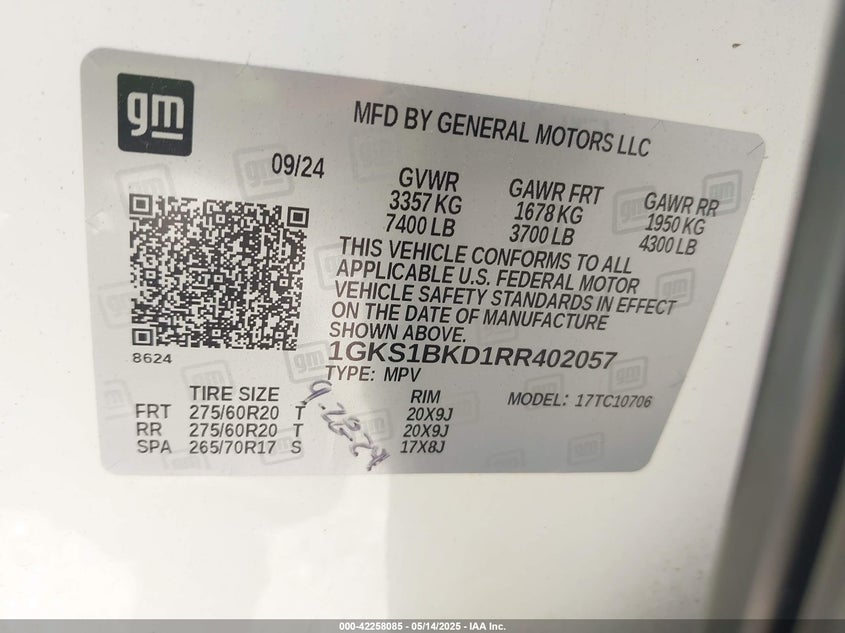 gm
MFD BY GENERAL MOTORS LLC
09/24
GVWR GAWR FRT GAWR RR
3357 KG 1678 KG 1950 KG
7400 LB 3700 LB 4300 LB
THIS VEHICLE CONFORMS TO ALL
APPLICABLE U.S. FEDERAL MOTOR
VEHICLE SAFETY STANDARDS IN EFFECT
ON THE DATE OF MANUFACTURE
SHOWN ABOVE.
8624
1GKS1BKD1RR402057
TYPE: MPV
TIRE SIZE RIM MODEL: 17TC10706
FRT 275/60R20 T 20X9J
RR 275/60R20 T 20X9J
SPA 265/70R17 S 17X8J
000-42258085 - 05/14/2025 - IAA Inc.